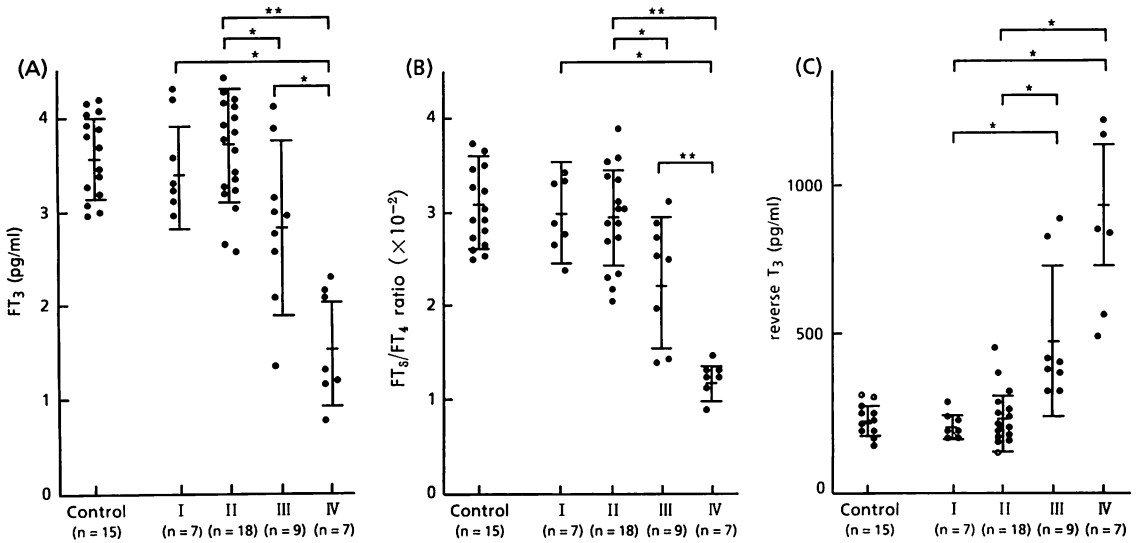 (A)
**
*
*
*
FT3 (pg/ml)
4
3
2
1
0
Control
(n = 15)
I
(n = 7)
II
(n = 18)
III
(n = 9)
IV
(n = 7)
(B)
**
*
*
**
FTδ/FT4 ratio (×10−2)
4
3
2
1
0
Control
(n = 15)
I
(n = 7)
II
(n = 18)
III
(n = 9)
IV
(n = 7)
(C)
*
*
*
*
reverse T3 (pg/ml)
1000
500
0
Control
(n = 15)
I
(n = 7)
II
(n = 18)
III
(n = 9)
IV
(n = 7)